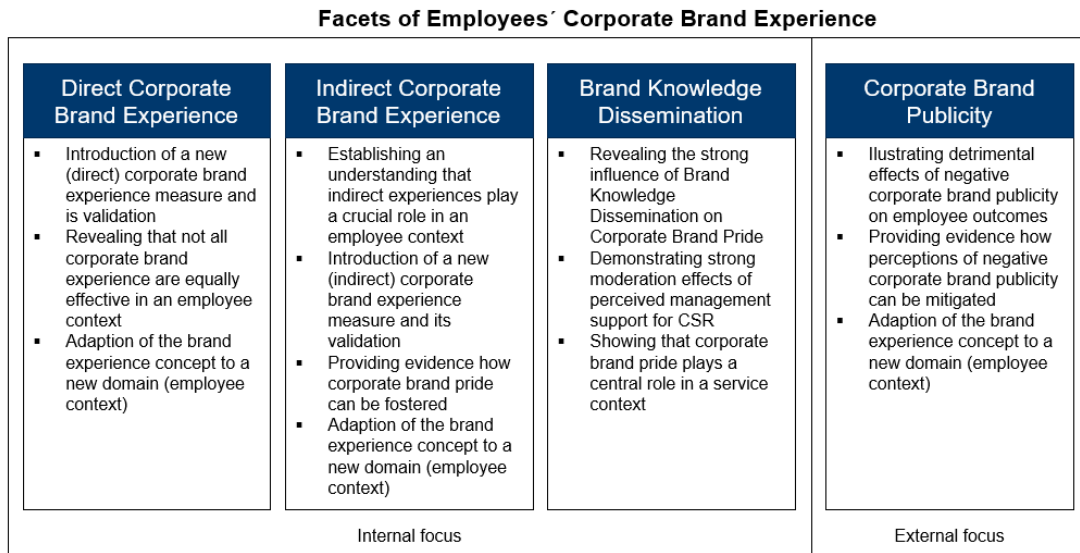 Facets of Employees´ Corporate Brand Experience
Direct Corporate
Brand Experience
▪ Introduction of a new
(direct) corporate brand
experience measure and
is validation
▪ Revealing that not all
corporate brand
experience are equally
effective in an employee
context
▪ Adaption of the brand
experience concept to a
new domain (employee
context)
Indirect Corporate
Brand Experience
▪ Establishing an
understanding that
indirect experiences play
a crucial role in an
employee context
▪ Introduction of a new
(indirect) corporate
brand experience
measure and its
validation
▪ Providing evidence how
corporate brand pride
can be fostered
▪ Adaption of the brand
experience concept to a
new domain (employee
context)
Brand Knowledge
Dissemination
▪ Revealing the strong
influence of Brand
Knowledge
Dissemination on
Corporate Brand Pride
▪ Demonstrating strong
moderation effects of
perceived management
support for CSR
▪ Showing that corporate
brand pride plays a
central role in a service
context
Corporate Brand
Publicity
▪ Ilustrating detrimental
effects of negative
corporate brand publicity
on employee outcomes
▪ Providing evidence how
perceptions of negative
corporate brand publicity
can be mitigated
▪ Adaption of the brand
experience concept to a
new domain (employee
context)
Internal focus
External focus